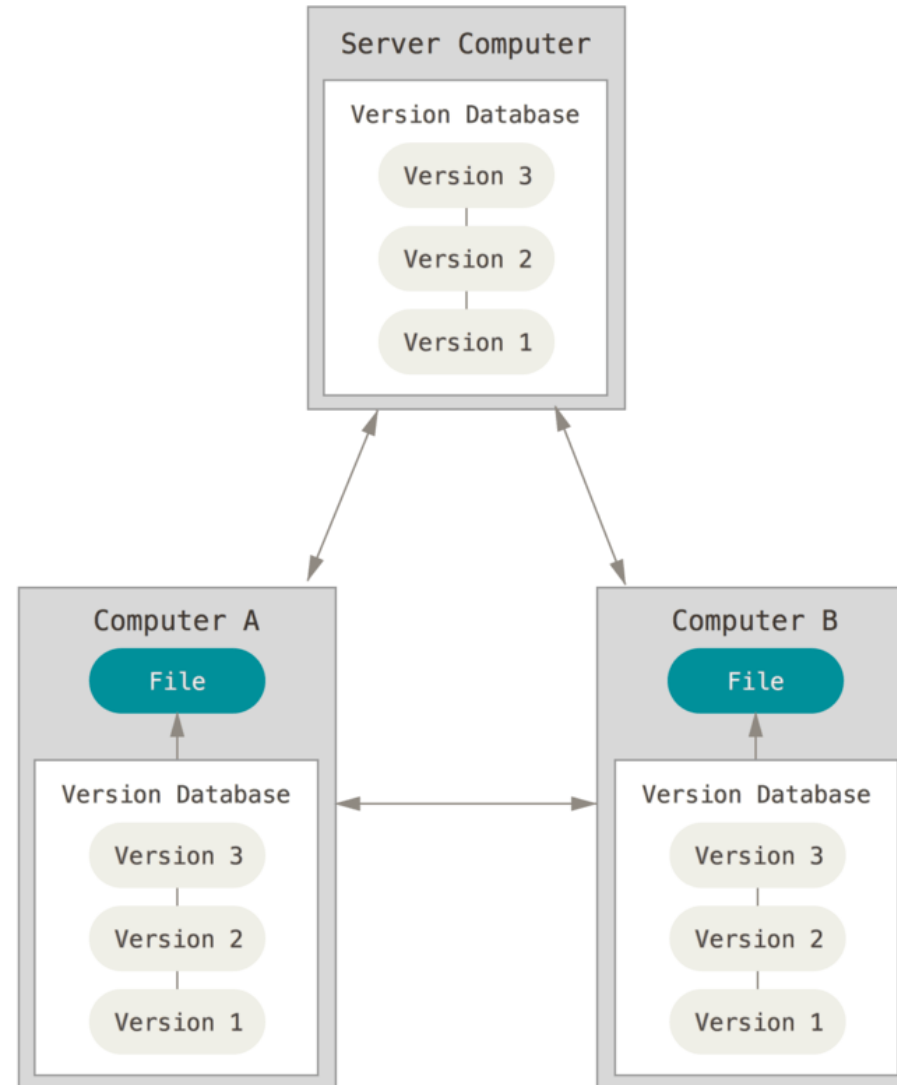 Server Computer
Version Database
Version 3
Version 2
Version 1
Computer A
File
Version Database
Version 3
Version 2
Version 1
Computer B
File
Version Database
Version 3
Version 2
Version 1